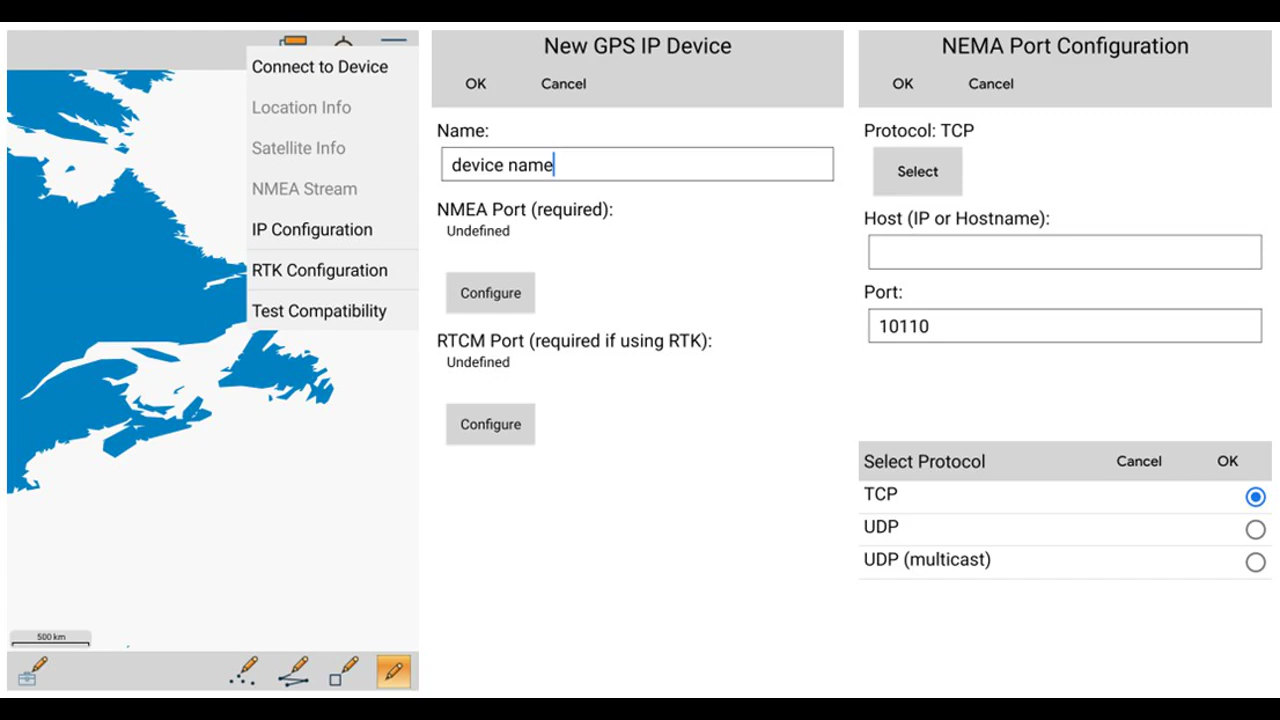 Connect to Device
Location Info
Satellite Info
NMEA Stream
IP Configuration
RTK Configuration
Test Compatibility
500 km
New GPS IP Device
OK Cancel
Name:
device name
NMEA Port (required):
Undefined
Configure
RTCM Port (required if using RTK):
Undefined
Configure
NEMA Port Configuration
OK Cancel
Protocol: TCP
Select
Host (IP or Hostname):
Port:
10110
Select Protocol Cancel OK
TCP
UDP
UDP (multicast)